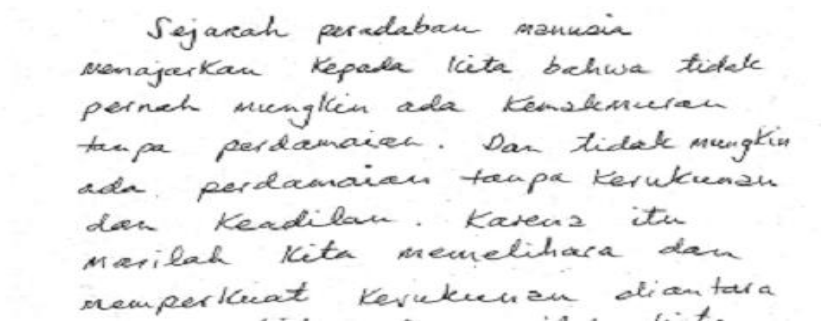 Sejarah peradaban manusia
menajarkan kepada kita bahwa tidak
pernah mungkin ada kemakmuran
tanpa perdamaian. Dan tidak mungkin
ada perdamaian tanpa kerukunan
dan keadilan. Karena itu
marilah kita memelihara dan
memperkuat kerukunan diantara